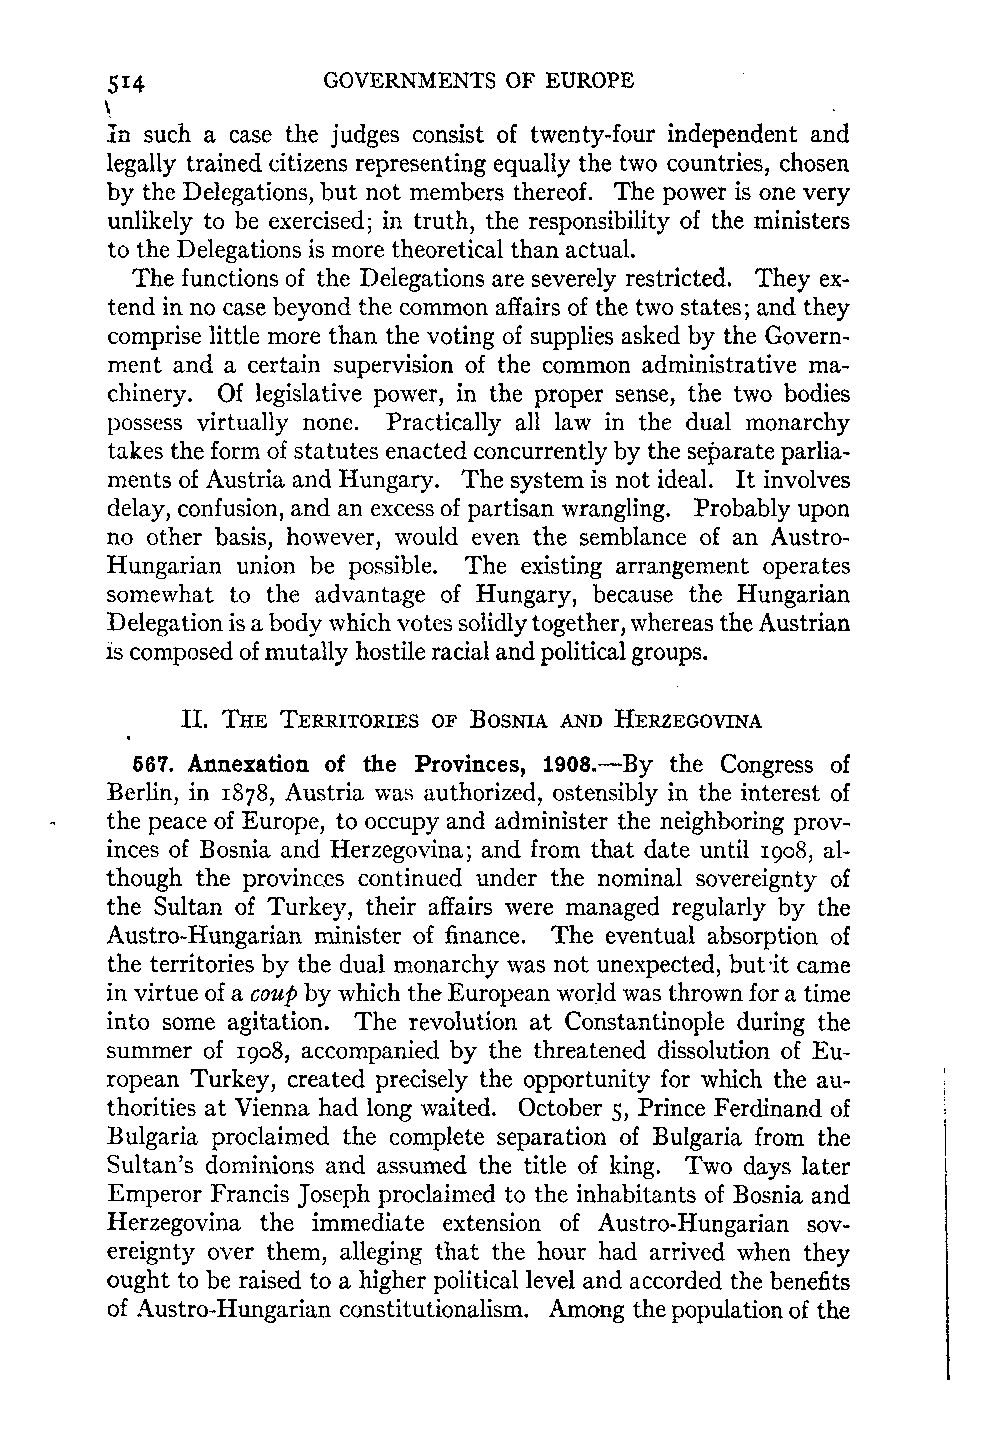 514 GOVERNMENTS OF EUROPE
In such a case the judges consist of twenty-four independent and
legally trained citizens representing equally the two countries, chosen
by the Delegations, but not members thereof. The power is one very
unlikely to be exercised; in truth, the responsibility of the ministers
to the Delegations is more theoretical than actual.
The functions of the Delegations are severely restricted. They ex-
tend in no case beyond the common affairs of the two states; and they
comprise little more than the voting of supplies asked by the Govern-
ment and a certain supervision of the common administrative ma-
chinery. Of legislative power, in the proper sense, the two bodies
possess virtually none. Practically all law in the dual monarchy
takes the form of statutes enacted concurrently by the separate parlia-
ments of Austria and Hungary. The system is not ideal. It involves
delay, confusion, and an excess of partisan wrangling. Probably upon
no other basis, however, would even the semblance of an Austro-
Hungarian union be possible. The existing arrangement operates
somewhat to the advantage of Hungary, because the Hungarian
Delegation is a body which votes solidly together, whereas the Austrian
is composed of mutally hostile racial and political groups.
II. THE TERRITORIES OF BOSNIA AND HERZEGOVINA
567. Annexation of the Provinces, 1908.—By the Congress of
Berlin, in 1878, Austria was authorized, ostensibly in the interest of
the peace of Europe, to occupy and administer the neighboring prov-
inces of Bosnia and Herzegovina; and from that date until 1908, al-
though the provinces continued under the nominal sovereignty of
the Sultan of Turkey, their affairs were managed regularly by the
Austro-Hungarian minister of finance. The eventual absorption of
the territories by the dual monarchy was not unexpected, but it came
in virtue of a coup by which the European world was thrown for a time
into some agitation. The revolution at Constantinople during the
summer of 1908, accompanied by the threatened dissolution of Eu-
ropean Turkey, created precisely the opportunity for which the au-
thorities at Vienna had long waited. October 5, Prince Ferdinand of
Bulgaria proclaimed the complete separation of Bulgaria from the
Sultan's dominions and assumed the title of king. Two days later
Emperor Francis Joseph proclaimed to the inhabitants of Bosnia and
Herzegovina the immediate extension of Austro-Hungarian sov-
ereignty over them, alleging that the hour had arrived when they
ought to be raised to a higher political level and accorded the benefits
of Austro-Hungarian constitutionalism. Among the population of the